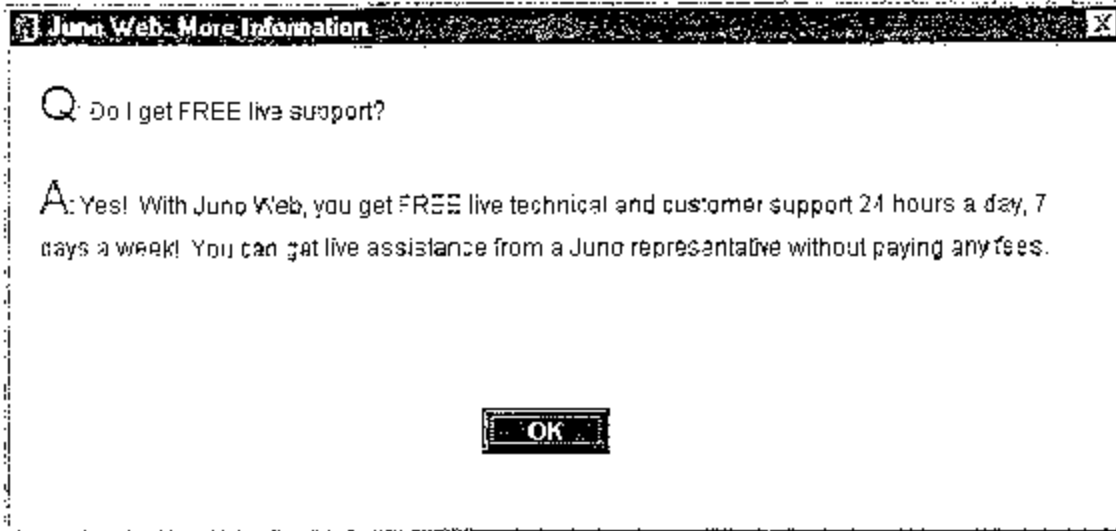 Juno Web: More Information
Q: Do I get FREE live support?
A: Yes! With Juno Web, you get FREE live technical and customer support 24 hours a day, 7
days a week! You can get live assistance from a Juno representative without paying any fees.
OK